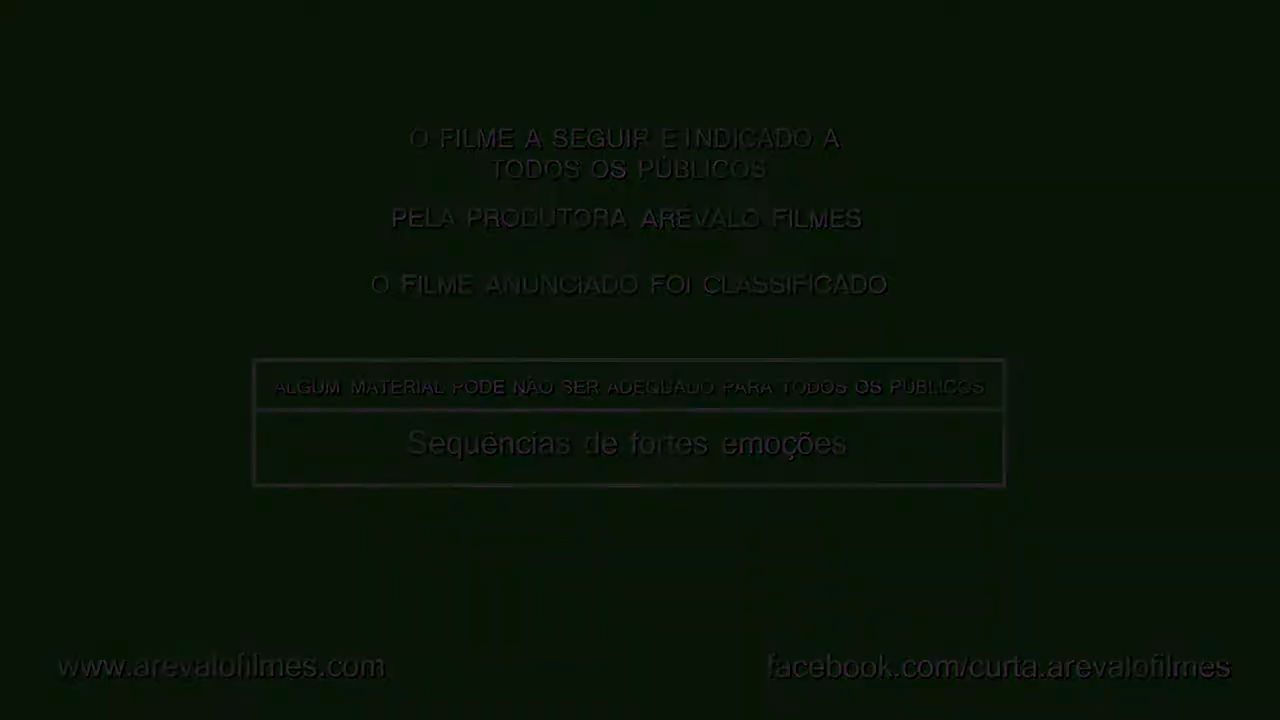 O FILME A SEGUIR E INDICADO A
TODOS OS PÚBLICOS
PELA PRODUTORA ARÉVALO FILMES
O FILME ANUNCIADO FOI CLASSIFICADO
ALGUM MATERIAL PODE NÃO SER ADEQUADO PARA TODOS OS PÚBLICOS
Sequências de fortes emoções
www.arevalofilmes.com
facebook.com/curta.arevalofilmes